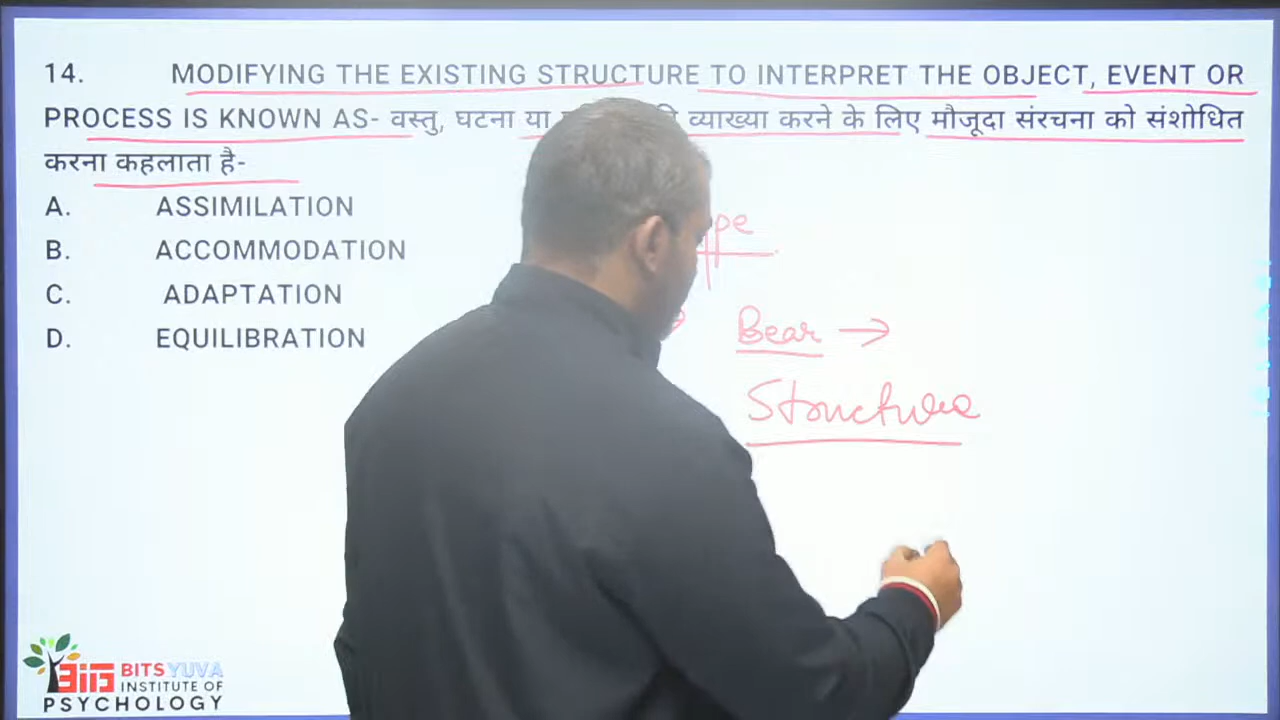 14. MODIFYING THE EXISTING STRUCTURE TO INTERPRET THE OBJECT, EVENT OR
PROCESS IS KNOWN AS- वस्तु, घटना या व्याख्या करने के लिए मौजूदा संरचना को संशोधित
करना कहलाता है-
A. ASSIMILATION
B. ACCOMMODATION
C. ADAPTATION
D. EQUILIBRATION
Bear →
Structure
BITS YUVA
INSTITUTE OF
PSYCHOLOGY